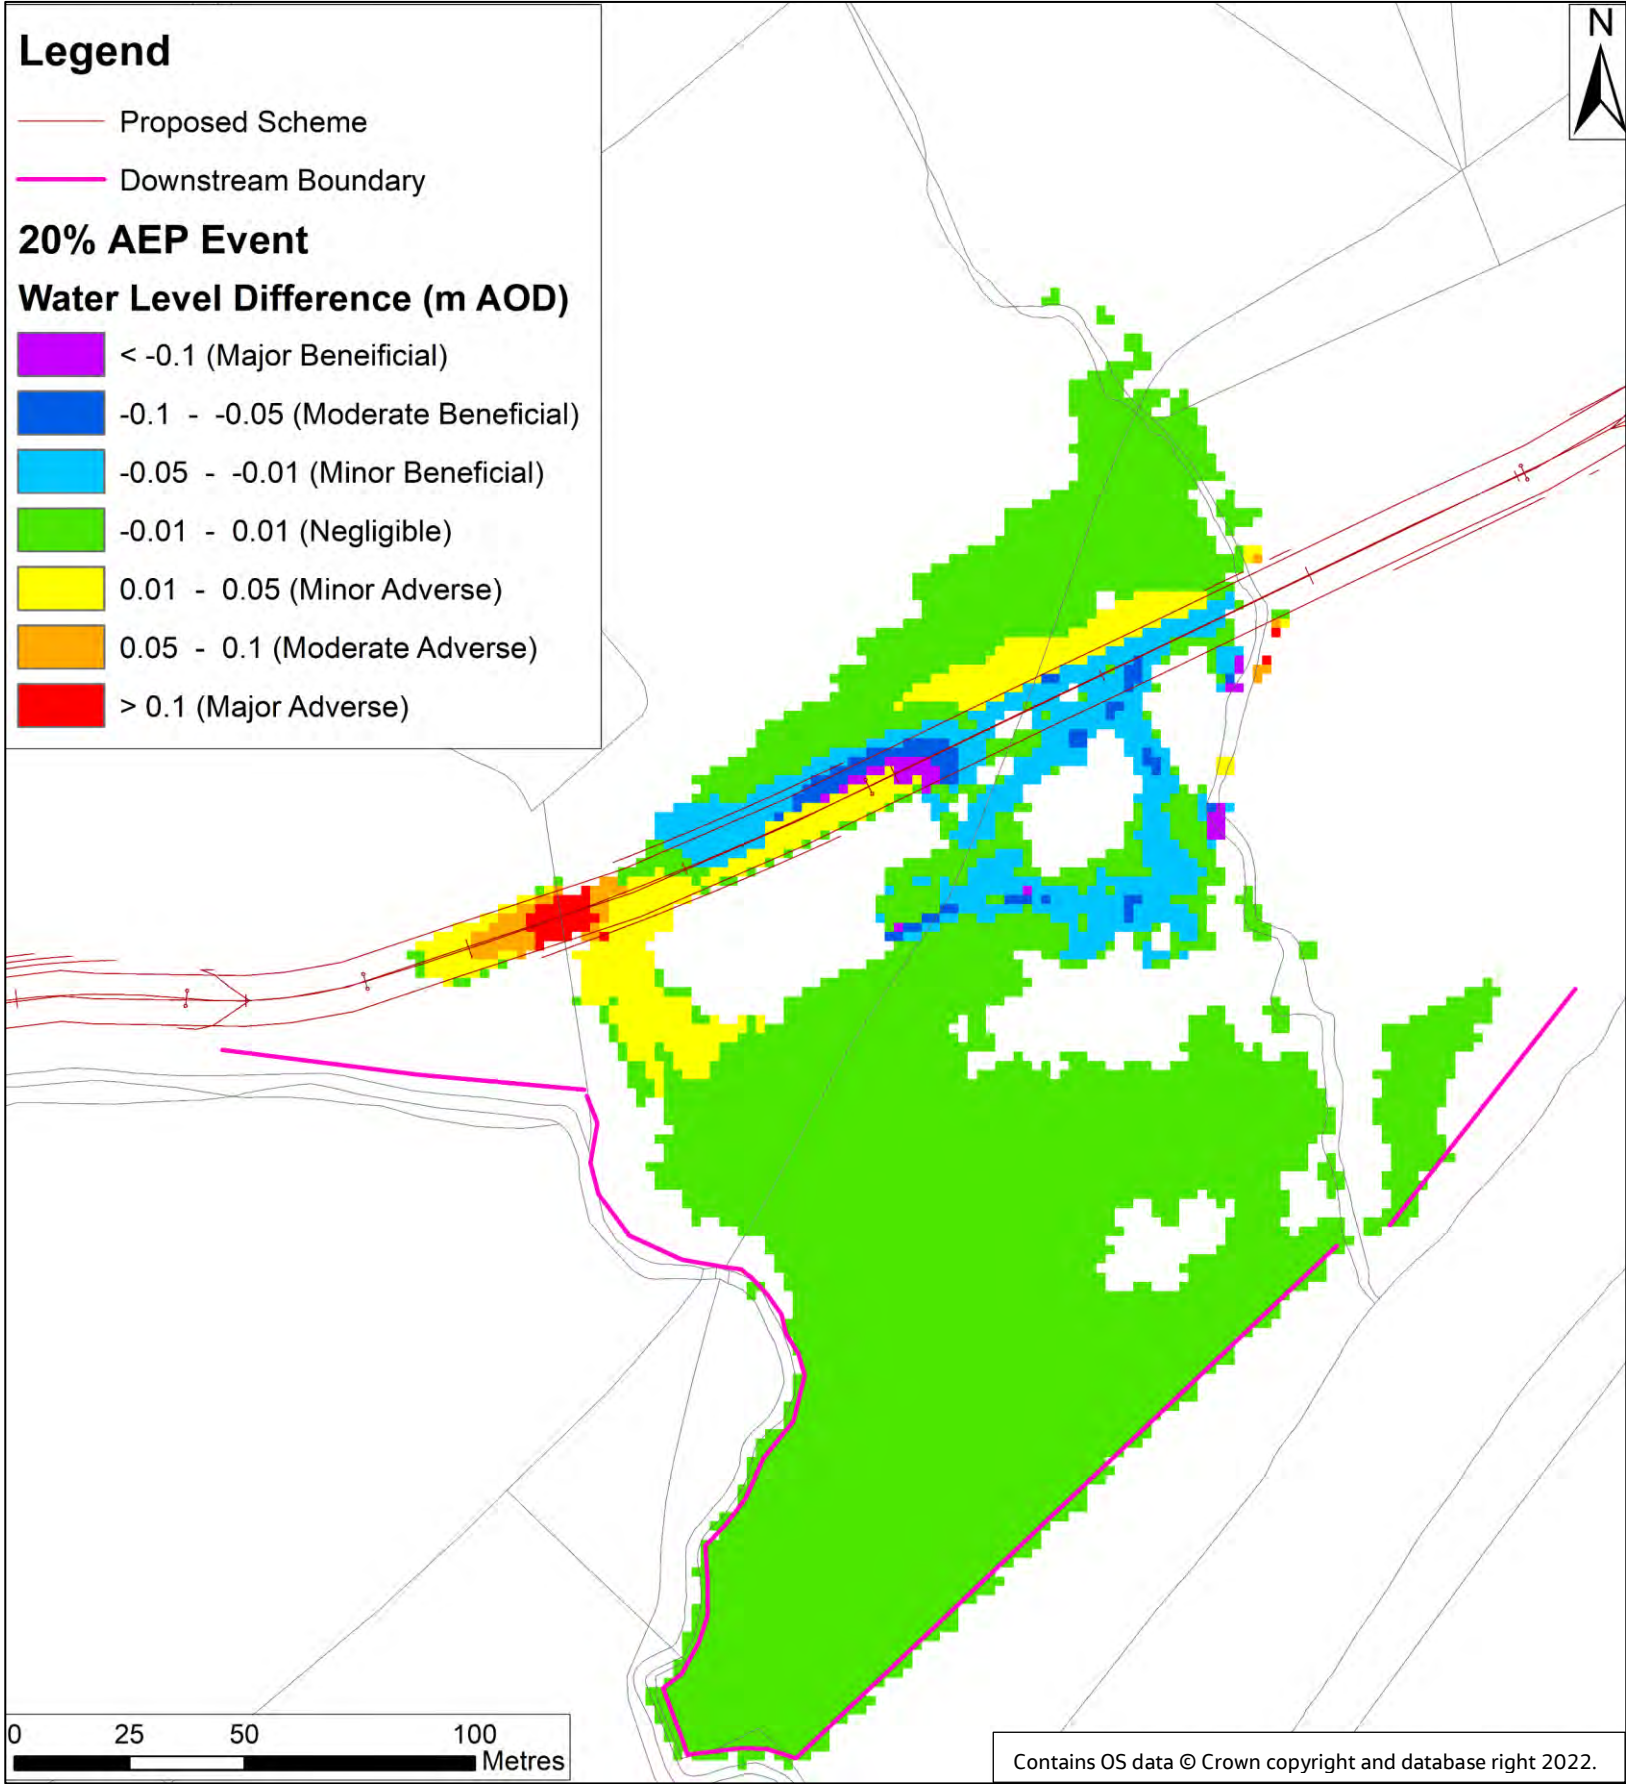 Legend
Proposed Scheme
Downstream Boundary
20% AEP Event
Water Level Difference (m AOD)
< -0.1 (Major Beneificial)
-0.1 - -0.05 (Moderate Beneficial)
-0.05 - -0.01 (Minor Beneficial)
-0.01 - 0.01 (Negligible)
0.01 - 0.05 (Minor Adverse)
0.05 - 0.1 (Moderate Adverse)
> 0.1 (Major Adverse)
N
0 25 50 100
Metres
Contains OS data © Crown copyright and database right 2022.